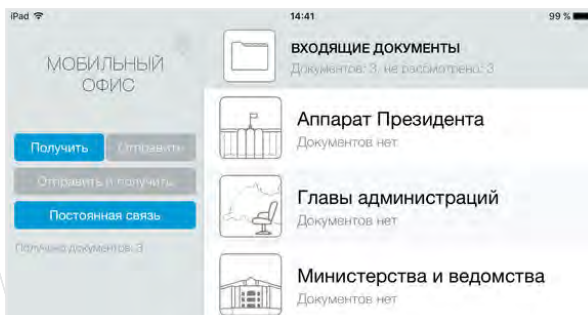 iPad 14:41 99 %
МОБИЛЬНЫЙ
ОФИС
Получить Отправить
Отправить и получить
Постоянная связь
Получено документов: 3
ВХОДЯЩИЕ ДОКУМЕНТЫ
Документов: 3, не рассмотрено: 3
Аппарат Президента
Документов нет
Главы администраций
Документов нет
Министерства и ведомства
Документов нет